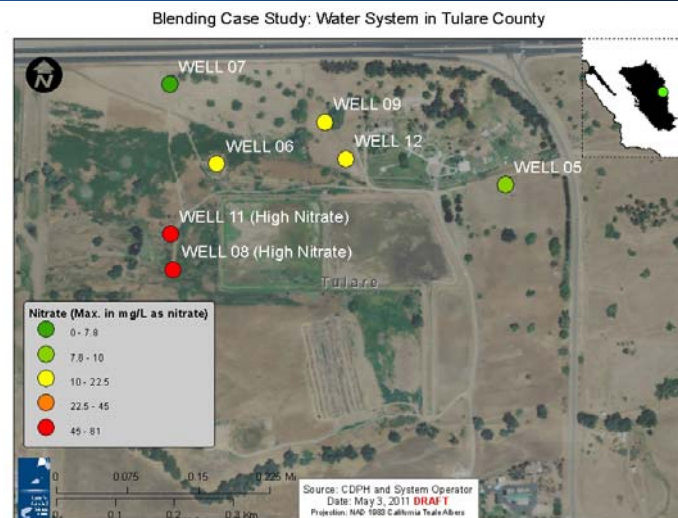 Blending Case Study: Water System in Tulare County
N
WELL 07
WELL 09
WELL 06
WELL 12
WELL 05
WELL 11 (High Nitrate)
WELL 08 (High Nitrate)
Tulare
Nitrate (Max. in mg/L as nitrate)
0 - 7.8
7.8 - 10
10 - 22.5
22.5 - 45
45 - 81
0 0.075 0.15 0.225 Mi
0 0.1 0.2 0.3 Km
Source: CDPH and System Operator
Date: May 3, 2011 DRAFT
Projection: NAD 1983 California Teale Albers